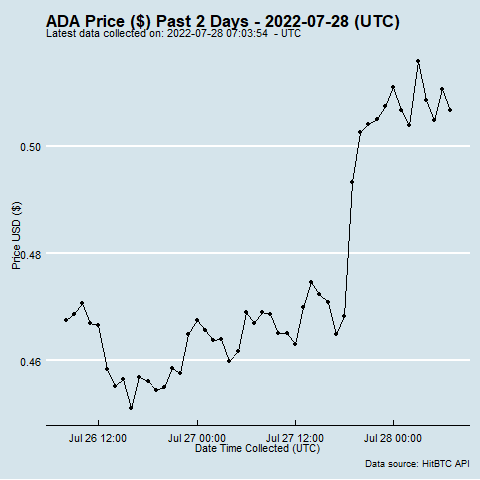 ADA Price ($) Past 2 Days - 2022-07-28 (UTC)
Latest data collected on: 2022-07-28 07:03:54 - UTC
Price USD ($)
0.50
0.48
0.46
Jul 26 12:00
Jul 27 00:00
Jul 27 12:00
Jul 28 00:00
Date Time Collected (UTC)
Data source: HitBTC API